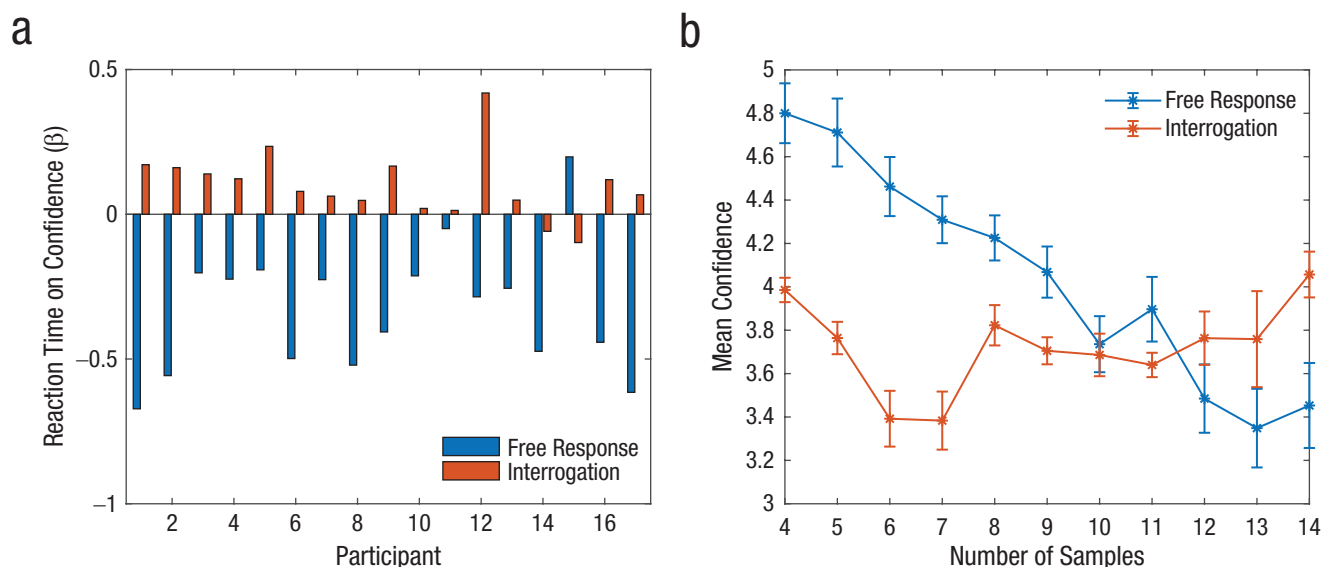 a
0.5
0
−0.5
−1
Reaction Time on Confidence (β)
Free Response
Interrogation
2 4 6 8 10 12 14 16
Participant
b
5
4.8
4.6
4.4
4.2
4
3.8
3.6
3.4
3.2
3
Mean Confidence
Free Response
Interrogation
4 5 6 7 8 9 10 11 12 13 14
Number of Samples